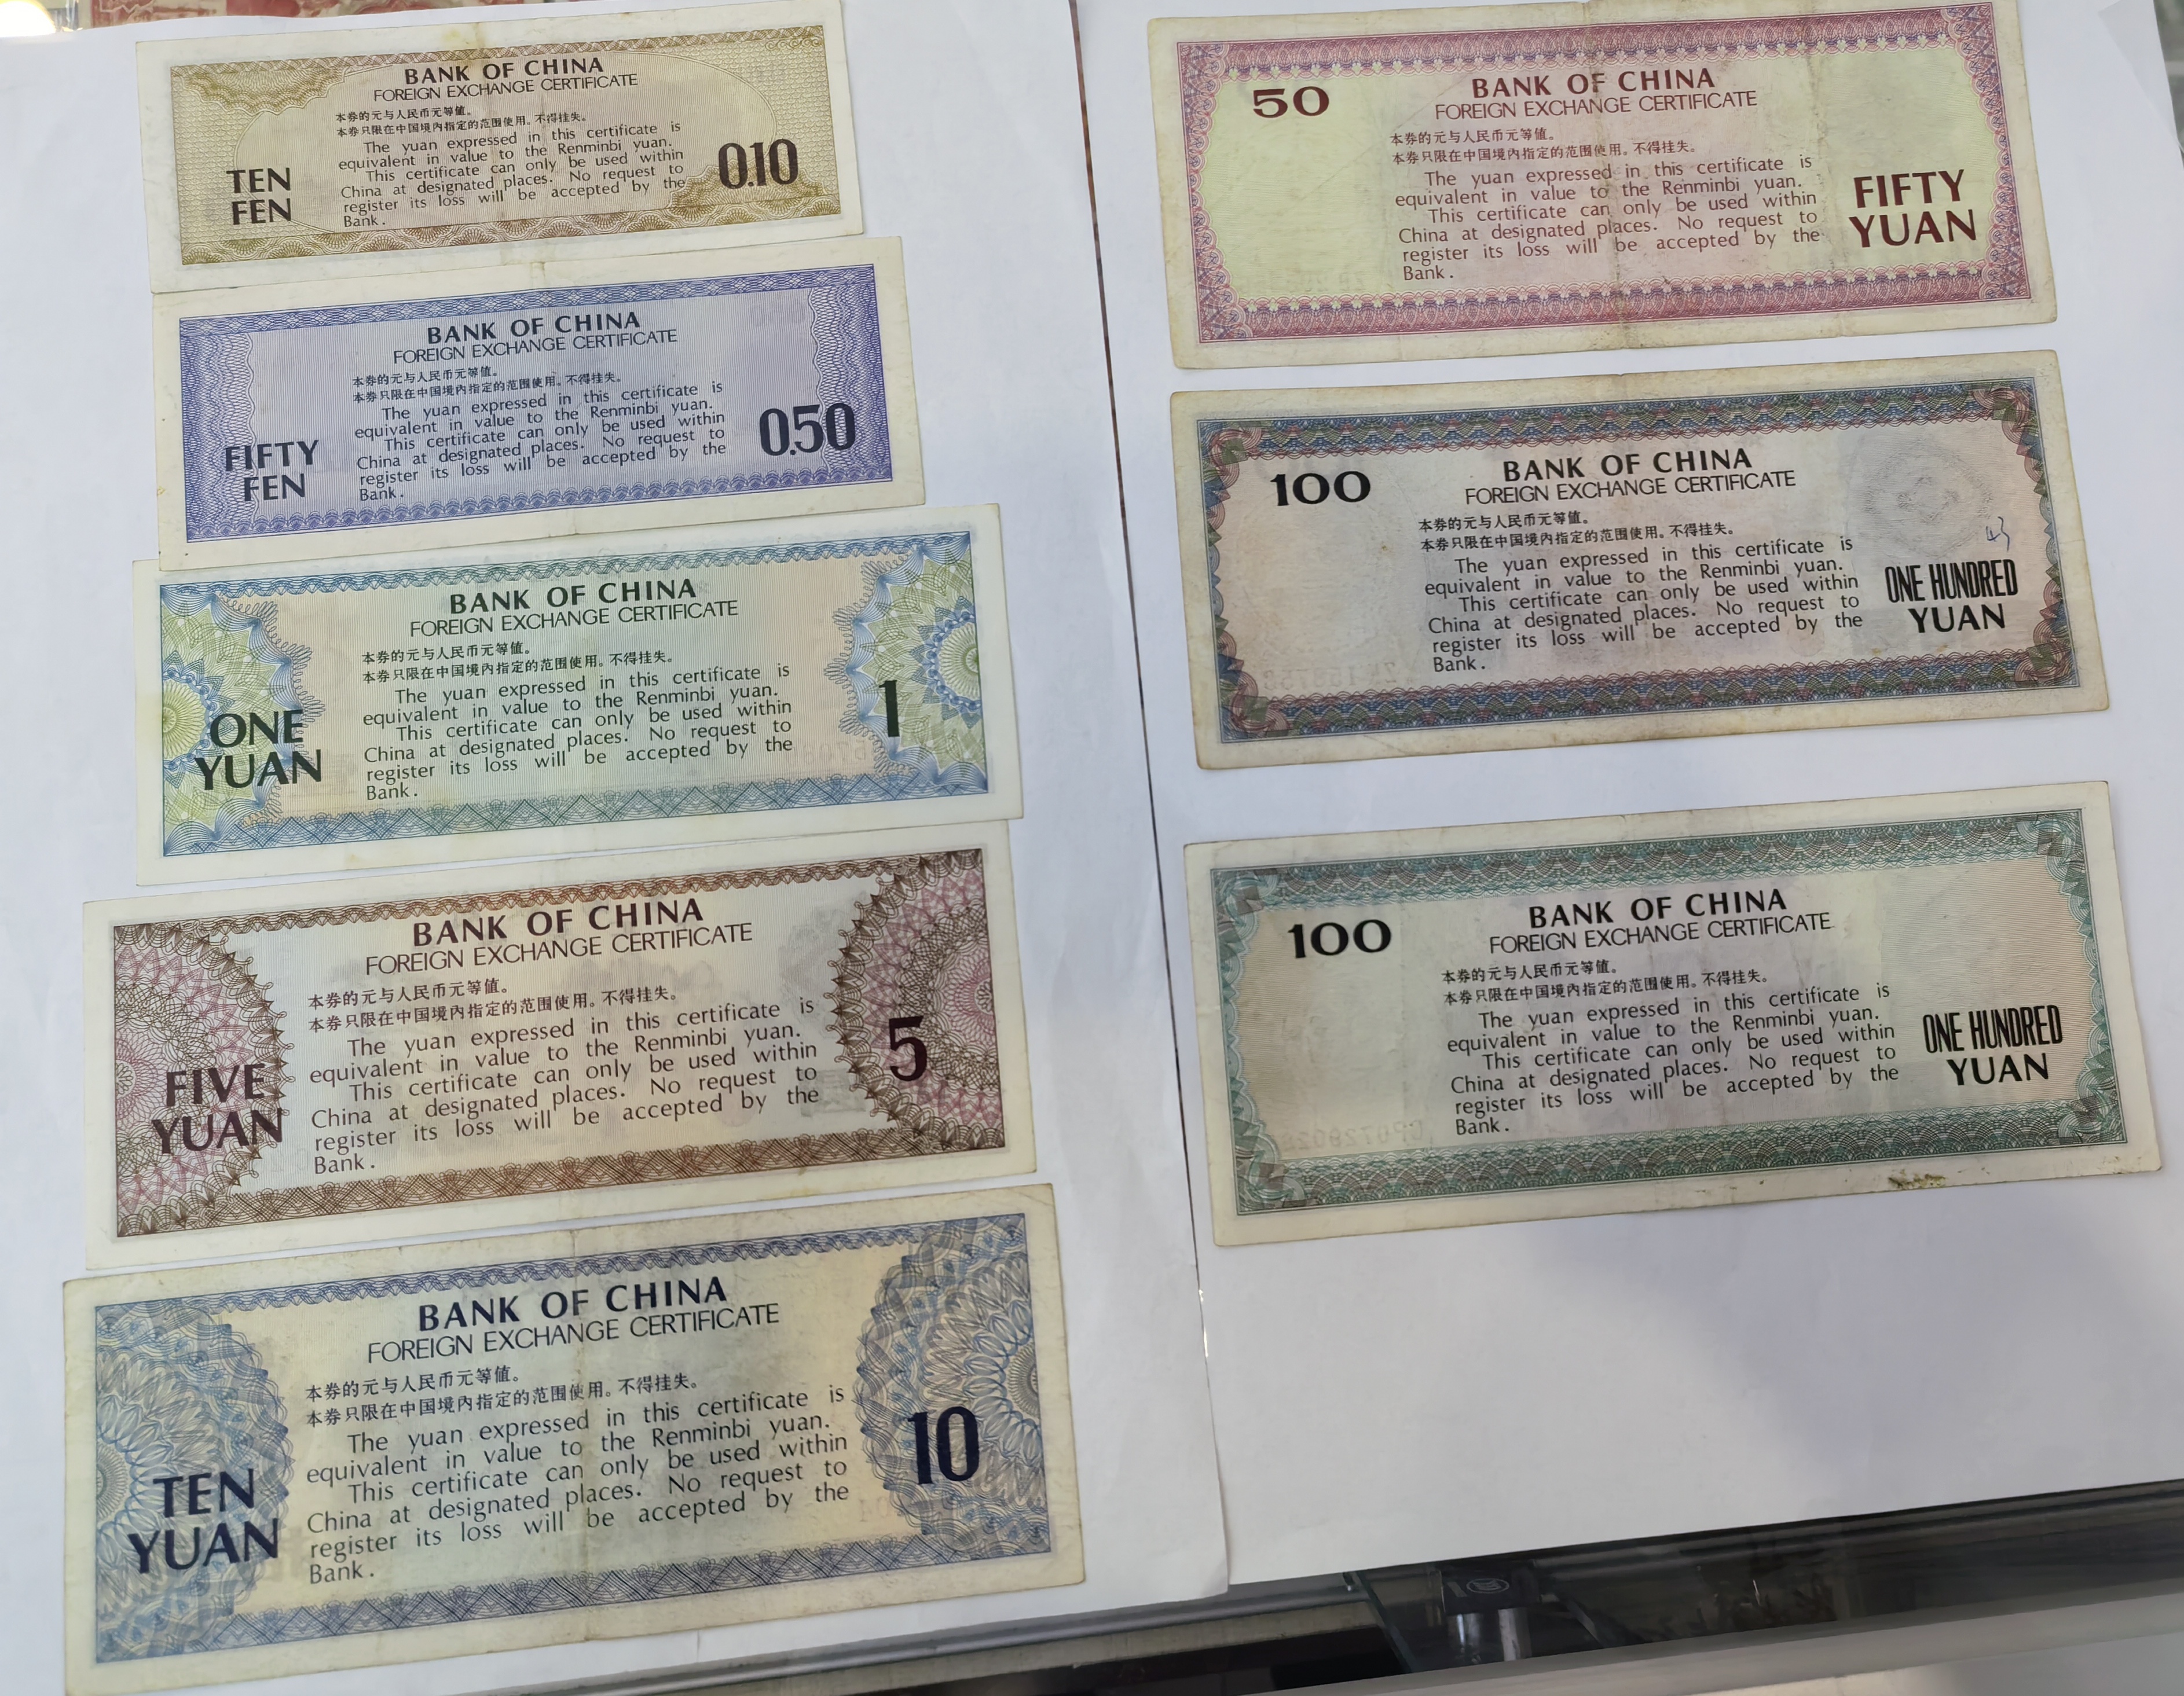 BANK OF CHINA
FOREIGN EXCHANGE CERTIFICATE
本券的元与人民币元等值。
本券只限在中国境内指定的范围使用。不得挂失。
The yuan expressed in this certificate is
equivalent in value to the Renminbi yuan.
This certificate can only be used within
China at designated places. No request to
register its loss will be accepted by the
Bank.
TEN
FEN
0.10
BANK OF CHINA
FOREIGN EXCHANGE CERTIFICATE
本券的元与人民币元等值。
本券只限在中国境内指定的范围使用。不得挂失。
The yuan expressed in this certificate is
equivalent in value to the Renminbi yuan.
This certificate can only be used within
China at designated places. No request to
register its loss will be accepted by the
Bank.
FIFTY
FEN
0.50
BANK OF CHINA
FOREIGN EXCHANGE CERTIFICATE
本券的元与人民币元等值。
本券只限在中国境内指定的范围使用。不得挂失。
The yuan expressed in this certificate is
equivalent in value to the Renminbi yuan.
This certificate can only be used within
China at designated places. No request to
register its loss will be accepted by the
Bank.
ONE
YUAN
1
BANK OF CHINA
FOREIGN EXCHANGE CERTIFICATE
本券的元与人民币元等值。
本券只限在中国境内指定的范围使用。不得挂失。
The yuan expressed in this certificate is
equivalent in value to the Renminbi yuan.
This certificate can only be used within
China at designated places. No request to
register its loss will be accepted by the
Bank.
FIVE
YUAN
5
BANK OF CHINA
FOREIGN EXCHANGE CERTIFICATE
本券的元与人民币元等值。
本券只限在中国境内指定的范围使用。不得挂失。
The yuan expressed in this certificate is
equivalent in value to the Renminbi yuan.
This certificate can only be used within
China at designated places. No request to
register its loss will be accepted by the
Bank.
TEN
YUAN
10
50
BANK OF CHINA
FOREIGN EXCHANGE CERTIFICATE
本券的元与人民币元等值。
本券只限在中国境内指定的范围使用。不得挂失。
The yuan expressed in this certificate is
equivalent in value to the Renminbi yuan.
This certificate can only be used within
China at designated places. No request to
register its loss will be accepted by the
Bank.
FIFTY
YUAN
100
BANK OF CHINA
FOREIGN EXCHANGE CERTIFICATE
本券的元与人民币元等值。
本券只限在中国境内指定的范围使用。不得挂失。
The yuan expressed in this certificate is
equivalent in value to the Renminbi yuan.
This certificate can only be used within
China at designated places. No request to
register its loss will be accepted by the
Bank.
ONE HUNDRED
YUAN
100
BANK OF CHINA
FOREIGN EXCHANGE CERTIFICATE
本券的元与人民币元等值。
本券只限在中国境内指定的范围使用。不得挂失。
The yuan expressed in this certificate is
equivalent in value to the Renminbi yuan.
This certificate can only be used within
China at designated places. No request to
register its loss will be accepted by the
Bank.
ONE HUNDRED
YUAN